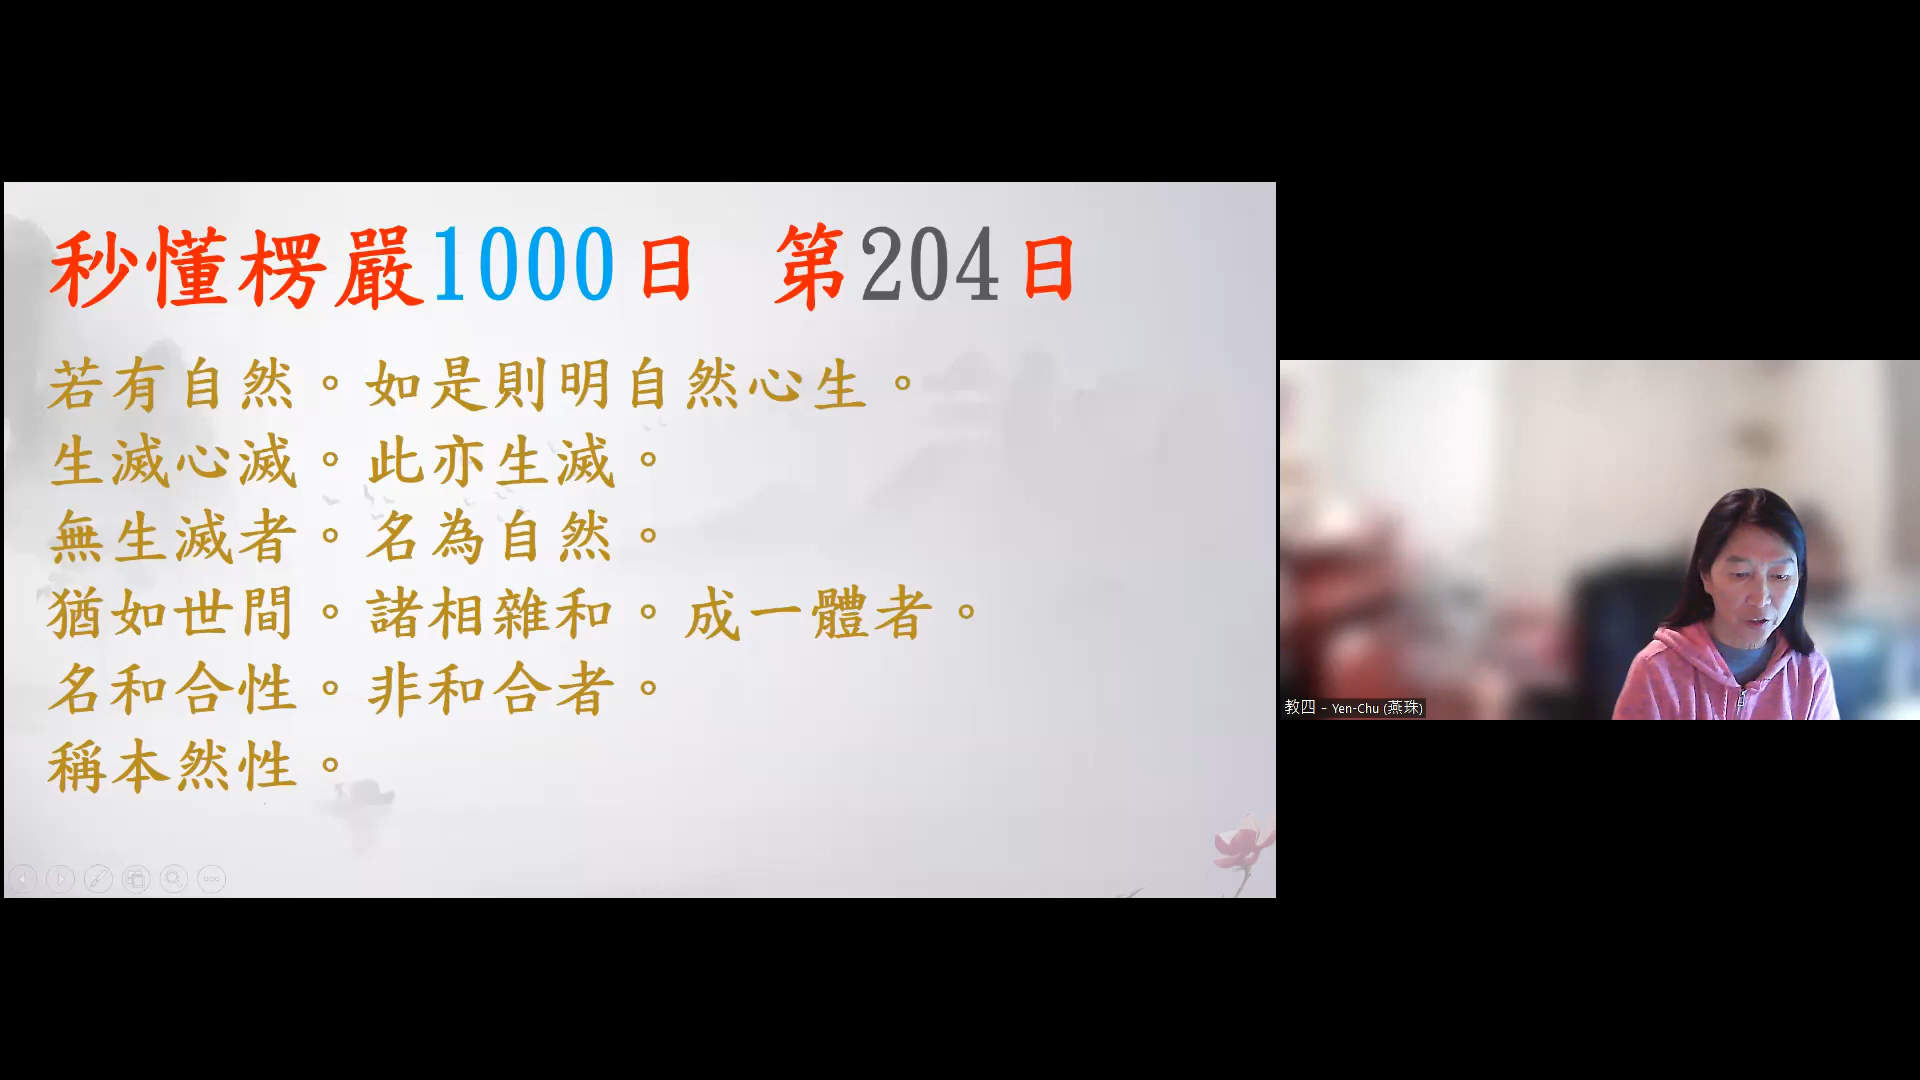 秒懂楞嚴1000日 第204日
若有自然。如是則明自然心生。
生滅心滅。此亦生滅。
無生滅者。名為自然。
猶如世間。諸相雜和。成一體者。
名和合性。非和合者。
稱本然性。
教四 - Yen-Chu (燕珠)